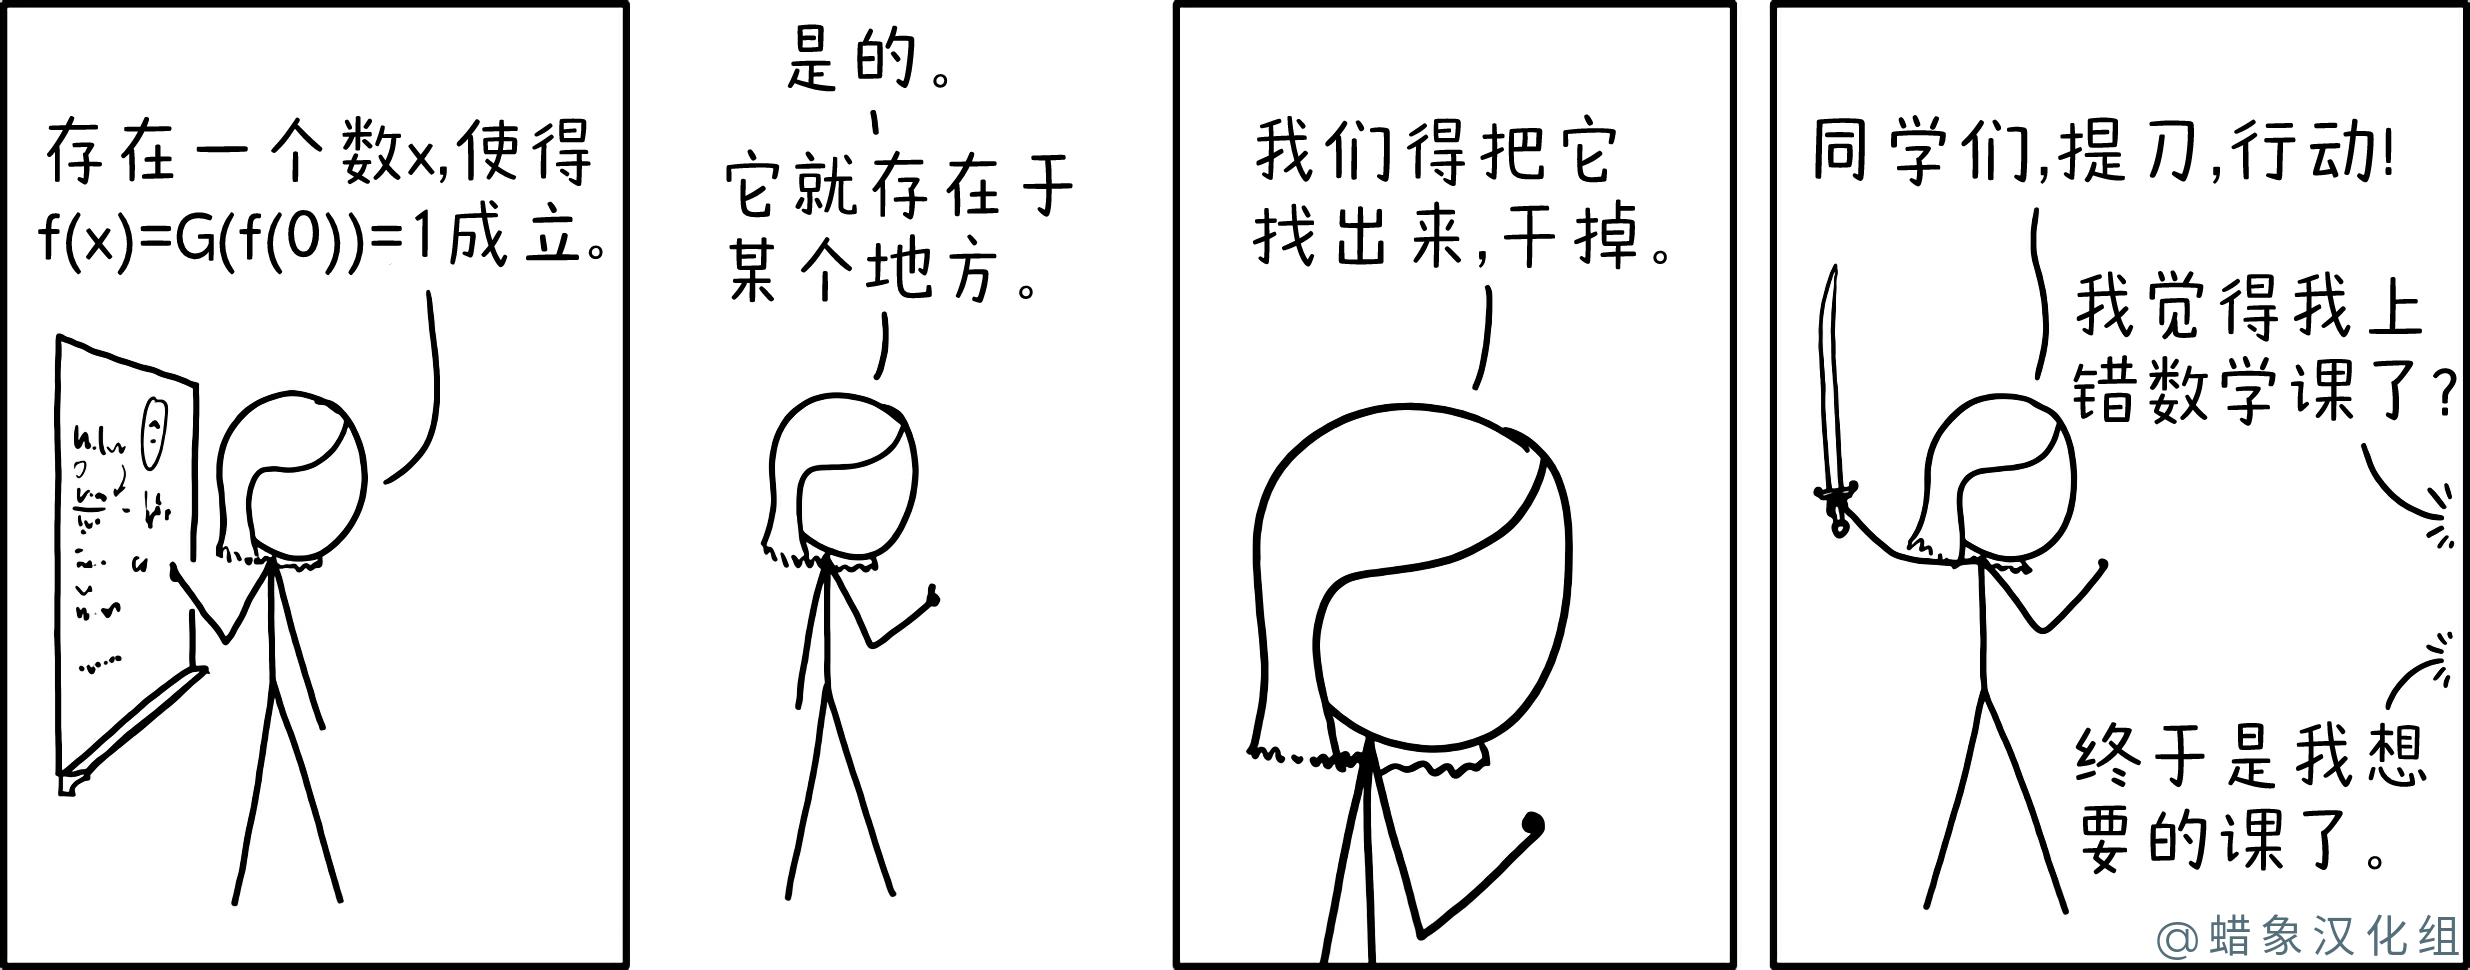 存在一个数x,使得
f(x)=G(f(0))=1成立。
是的。
它就存在于
某个地方。
我们得把它
找出来,干掉。
同学们,提刀,行动!
我觉得我上
错数学课了?
终于是我想
要的课了。
@蜡象汉化组